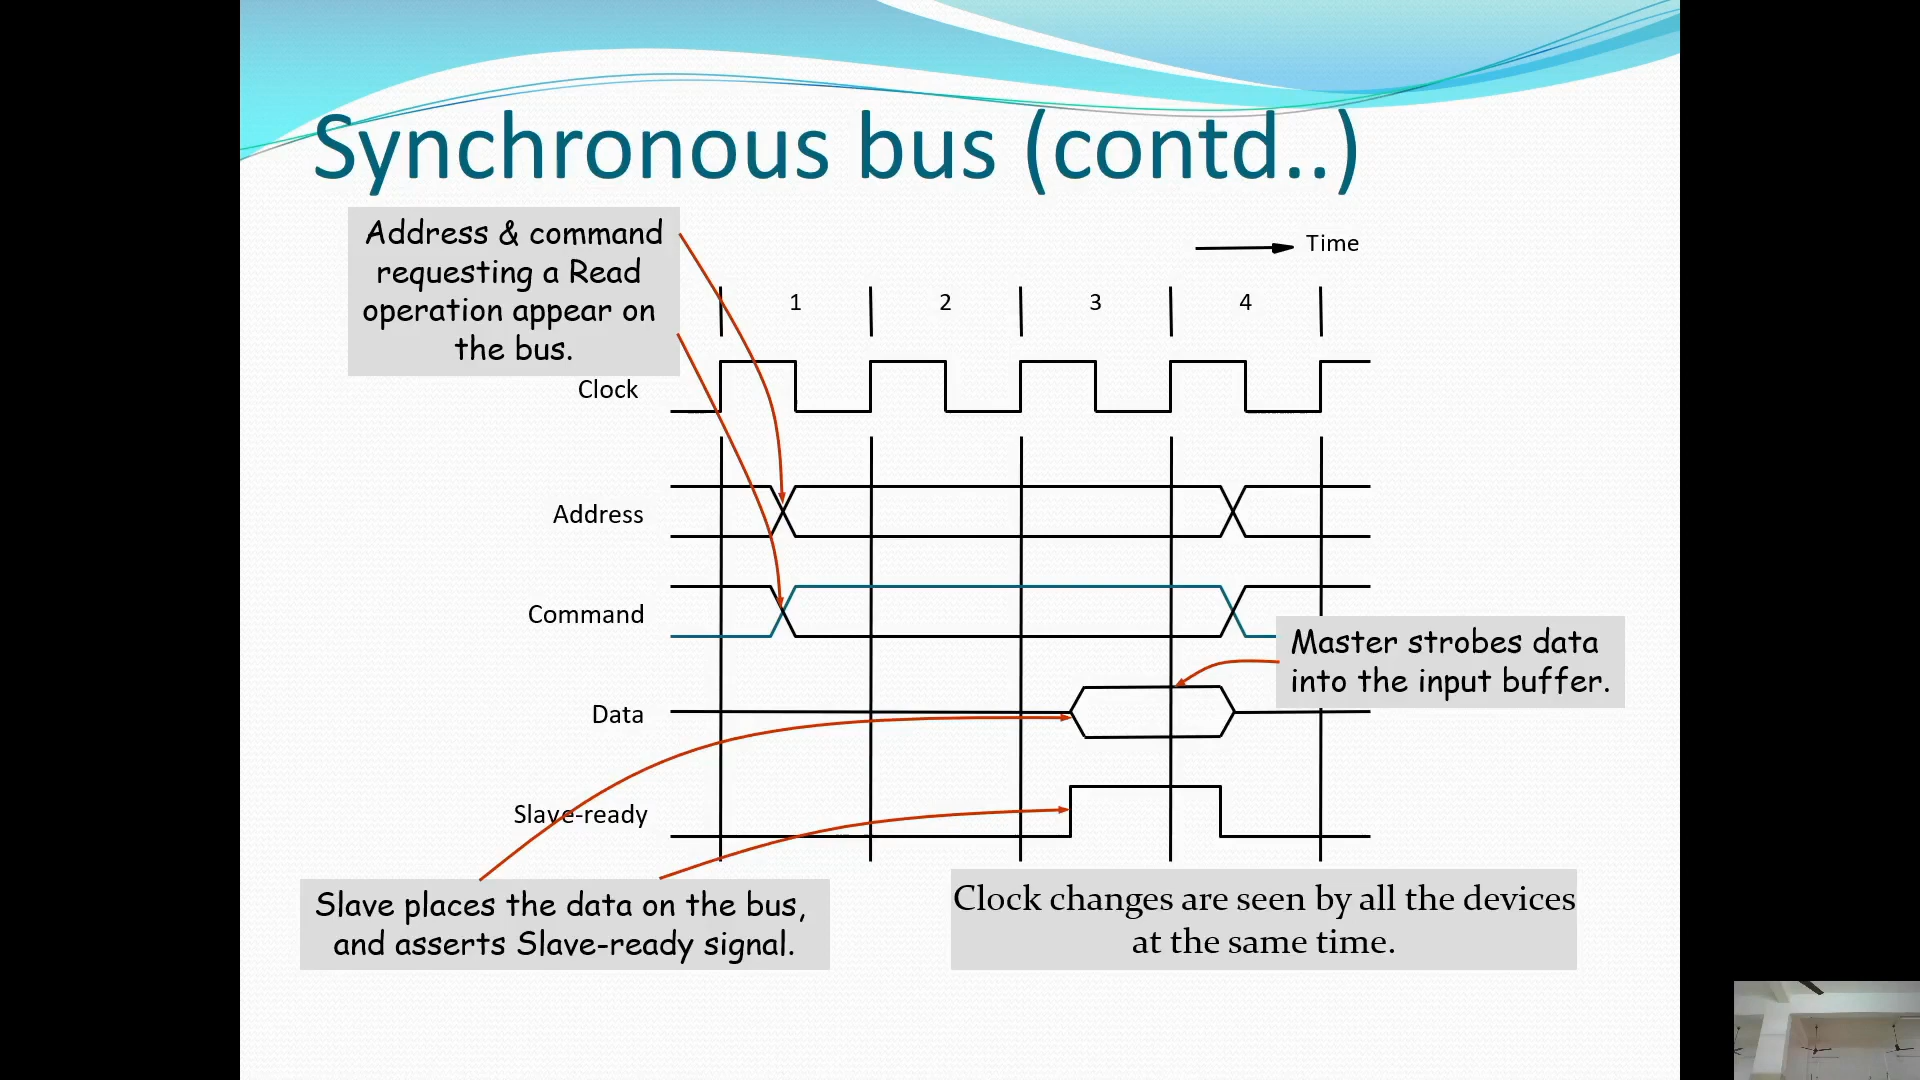 Synchronous bus (contd..)
Address & command
requesting a Read
operation appear on
the bus.
Time
1 2 3 4
Clock
Address
Command
Master strobes data
into the input buffer.
Data
Slave-ready
Slave places the data on the bus,
and asserts Slave-ready signal.
Clock changes are seen by all the devices
at the same time.